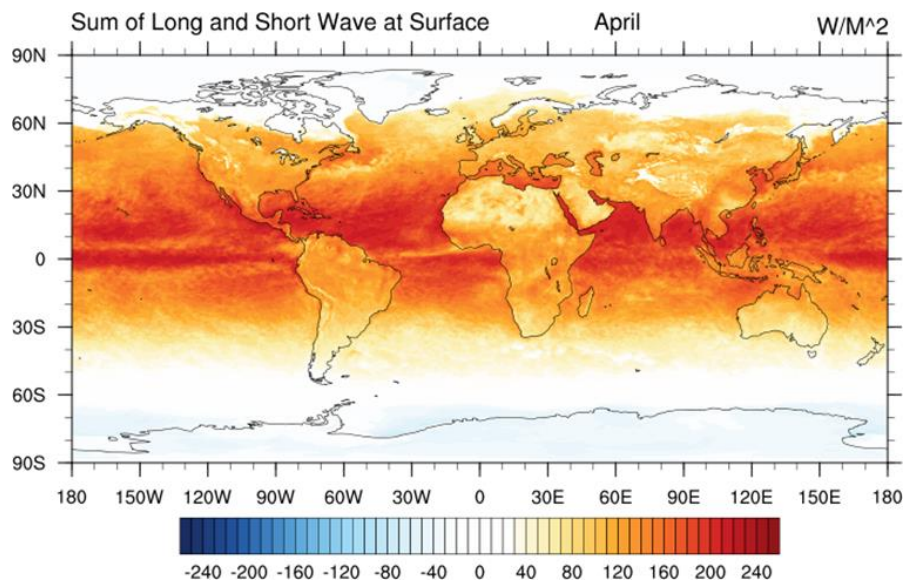 Sum of Long and Short Wave at Surface April W/M^2
90N
60N
30N
0
30S
60S
90S
180 150W 120W 90W 60W 30W 0 30E 60E 90E 120E 150E 180
-240 -200 -160 -120 -80 -40 0 40 80 120 160 200 240